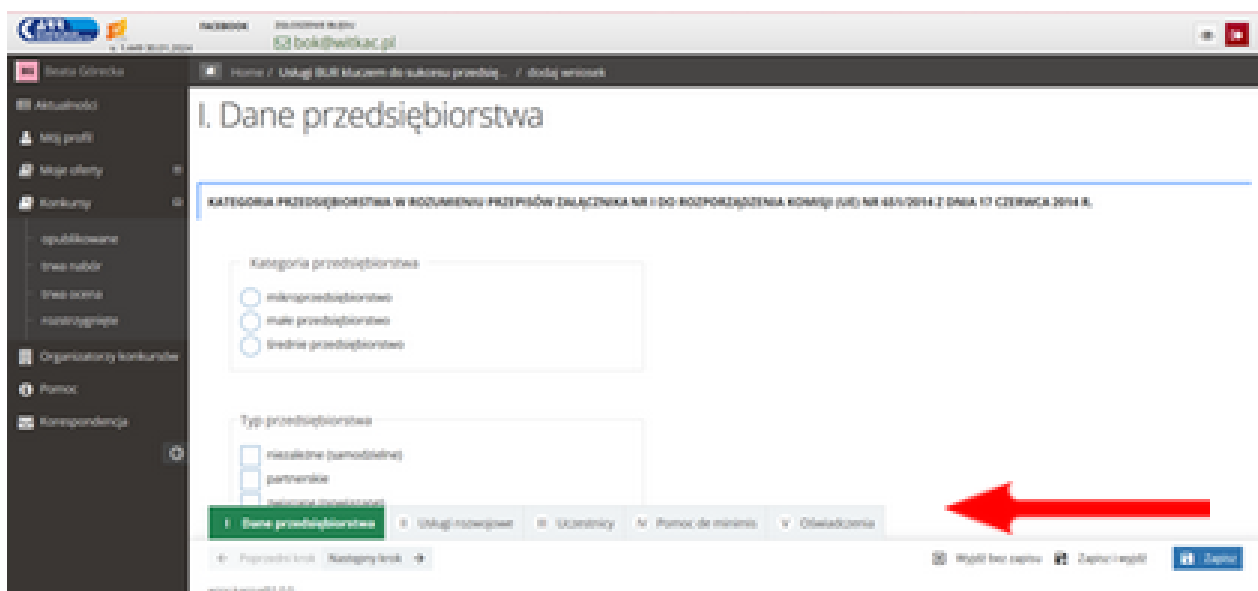 FACEBOOK
ZGŁOSZENIE BŁĘDU
bok@witkac.pl
Beata Górecka
Home / Usługi BUR kluczem do sukcesu przedsię... / dodaj wniosek
Aktualności
Mój profil
Moje oferty
Konkursy
opublikowane
trwa nabór
trwa ocena
rozstrzygnięte
Organizatorzy konkursów
Pomoc
Korespondencja
I. Dane przedsiębiorstwa
KATEGORIA PRZEDSIĘBIORSTWA W ROZUMIENIU PRZEPISÓW ZAŁĄCZNIKA NR I DO ROZPORZĄDZENIA KOMISJI (UE) NR 651/2014 Z DNIA 17 CZERWCA 2014 R.
Kategoria przedsiębiorstwa
mikroprzedsiębiorstwo
małe przedsiębiorstwo
średnie przedsiębiorstwo
Typ przedsiębiorstwa
niezależne (samodzielne)
partnerskie
I Dane przedsiębiorstwa II Usługi rozwojowe III Uczestnicy IV Pomoc de minimis V Oświadczenia
Poprzedni krok Następny krok Wyjdź bez zapisu Zapisz i wyjdź Zapisz